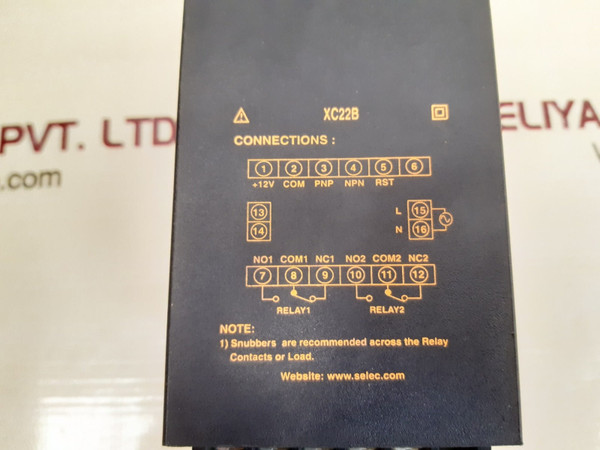 XC22B
PVT. LTD
ELIYA
.com
CONNECTIONS :
1 2 3 4 5 6
+12V COM PNP NPN RST
13 L 15
14 N 16
NO1 COM1 NC1 NO2 COM2 NC2
7 8 9 10 11 12
RELAY1 RELAY2
NOTE:
1) Snubbers are recommended across the Relay
Contacts or Load.
Website: www.selec.com